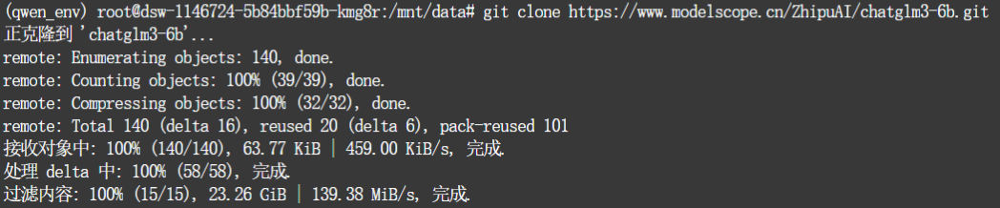 (qwen_env) root@dsw-1146724-5b84bbf59b-kmg8r:/mnt/data# git clone https://www.modelscope.cn/ZhipuAI/chatglm3-6b.git
正克隆到 'chatglm3-6b'...
remote: Enumerating objects: 140, done.
remote: Counting objects: 100% (39/39), done.
remote: Compressing objects: 100% (32/32), done.
remote: Total 140 (delta 16), reused 20 (delta 6), pack-reused 101
接收对象中: 100% (140/140), 63.77 KiB | 459.00 KiB/s, 完成.
处理 delta 中: 100% (58/58), 完成.
过滤内容: 100% (15/15), 23.26 GiB | 139.38 MiB/s, 完成.